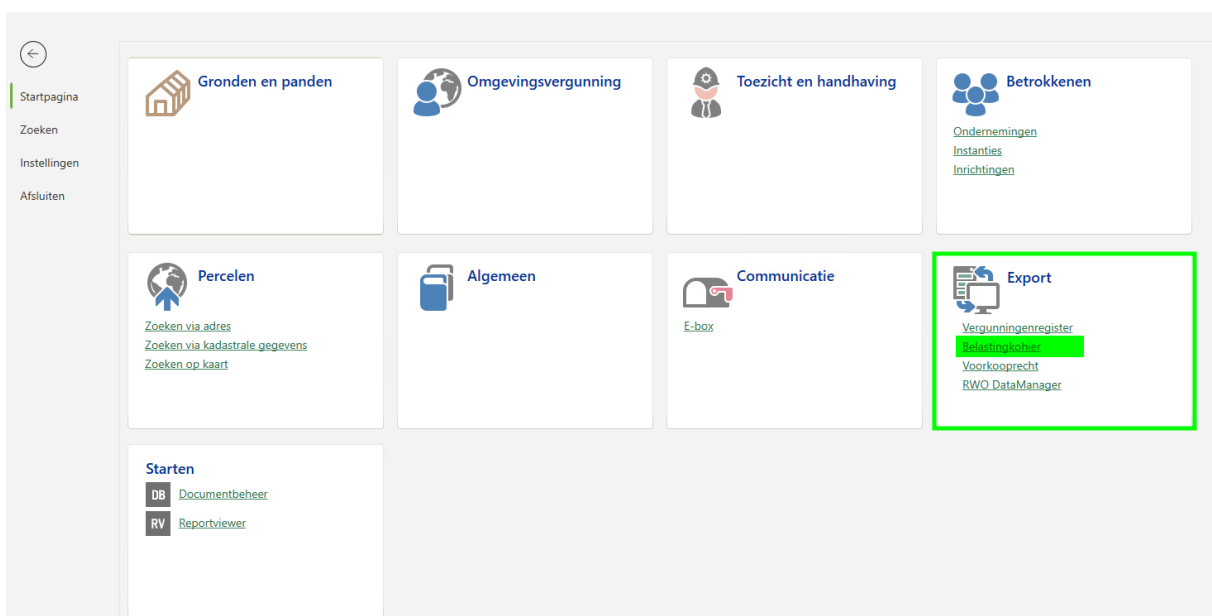 Startpagina
Zoeken
Instellingen
Afsluiten
Gronden en panden
Omgevingsvergunning
Toezicht en handhaving
Betrokkenen
Ondernemingen
Instanties
Inrichtingen
Percelen
Zoeken via adres
Zoeken via kadastrale gegevens
Zoeken op kaart
Algemeen
Communicatie
E-box
Export
Vergunningenregister
Belastingkohier
Voorkooprecht
RWO DataManager
Starten
DB Documentbeheer
RV Reportviewer